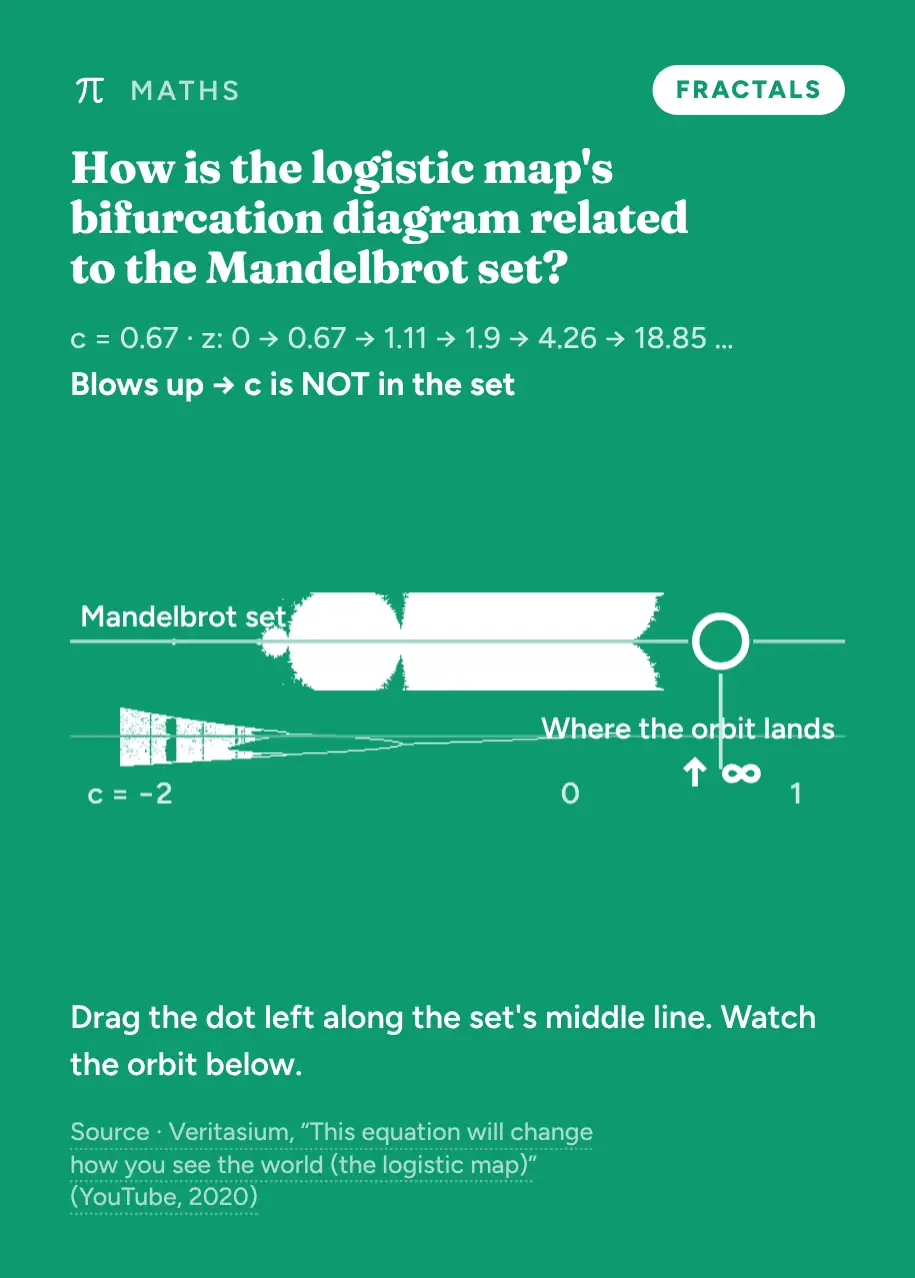 π MATHS
FRACTALS
How is the logistic map's
bifurcation diagram related
to the Mandelbrot set?
c = 0.67 · z: 0 → 0.67 → 1.11 → 1.9 → 4.26 → 18.85 ...
Blows up → c is NOT in the set
Mandelbrot set
Where the orbit lands
↑ ∞
c = −2
0
1
Drag the dot left along the set's middle line. Watch
the orbit below.
Source · Veritasium, “This equation will change
how you see the world (the logistic map)”
(YouTube, 2020)